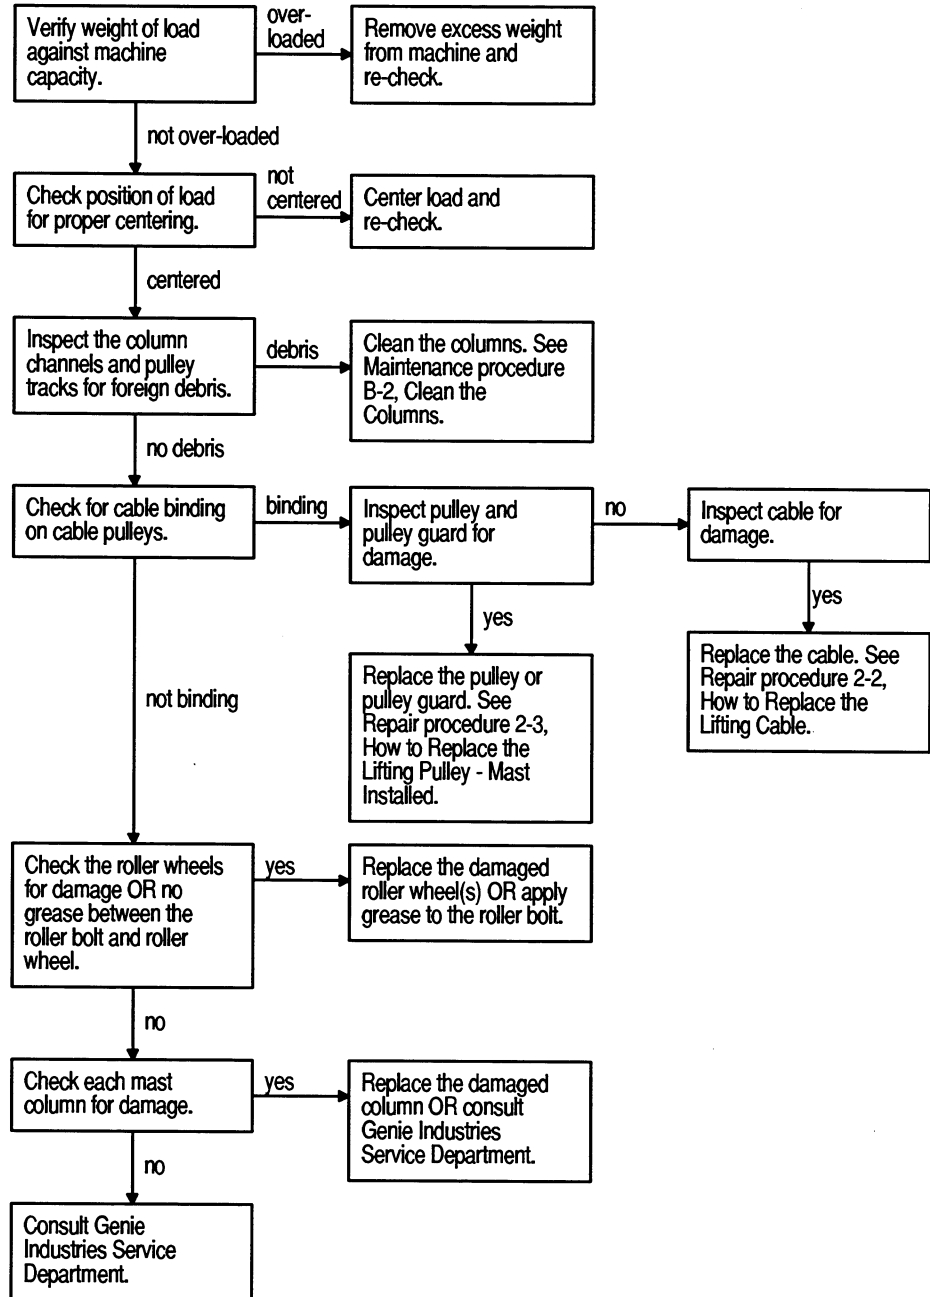 Verify weight of load
against machine
capacity.
over-
loaded
Remove excess weight
from machine and
re-check.
not over-loaded
Check position of load
for proper centering.
not
centered
Center load and
re-check.
centered
Inspect the column
channels and pulley
tracks for foreign debris.
debris
Clean the columns. See
Maintenance procedure
B-2, Clean the
Columns.
no debris
Check for cable binding
on cable pulleys.
binding
Inspect pulley and
pulley guard for
damage.
no
Inspect cable for
damage.
yes
yes
Replace the pulley or
pulley guard. See
Repair procedure 2-3,
How to Replace the
Lifting Pulley - Mast
Installed.
Replace the cable. See
Repair procedure 2-2,
How to Replace the
Lifting Cable.
not binding
Check the roller wheels
for damage OR no
grease between the
roller bolt and roller
wheel.
yes
Replace the damaged
roller wheel(s) OR apply
grease to the roller bolt.
no
Check each mast
column for damage.
yes
Replace the damaged
column OR consult
Genie Industries
Service Department.
no
Consult Genie
Industries Service
Department.